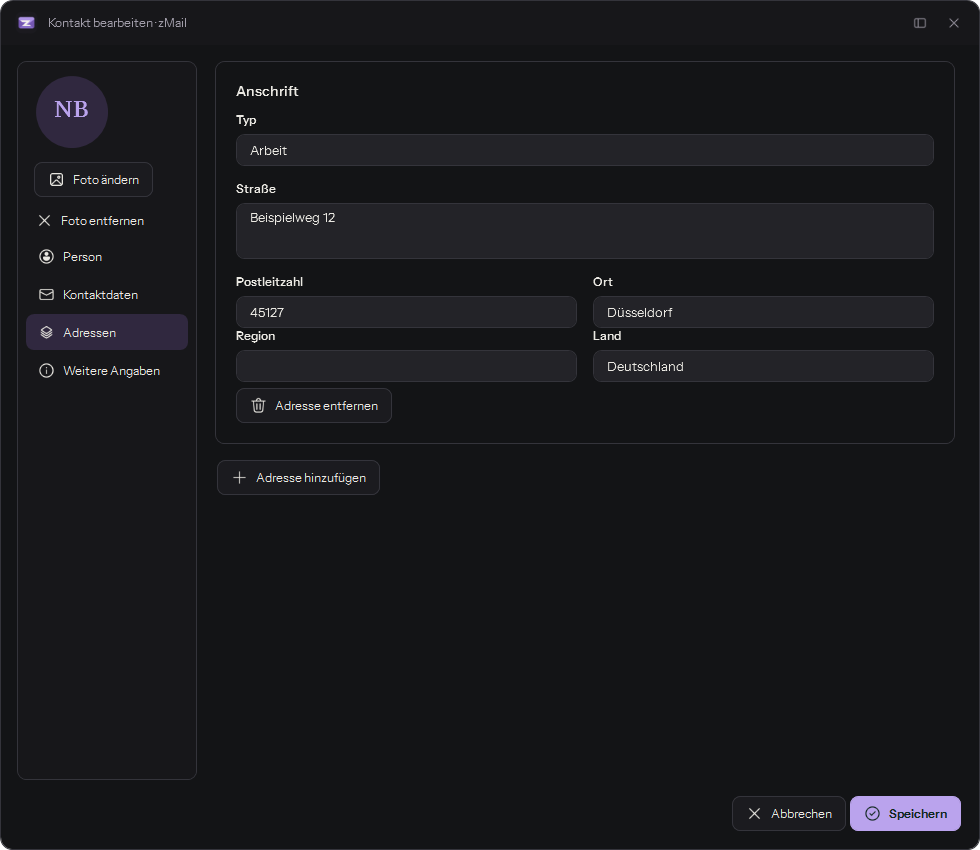 Kontakt bearbeiten · zMail
NB
Foto ändern
Foto entfernen
Person
Kontaktdaten
Adressen
Weitere Angaben
Anschrift
Typ
Arbeit
Straße
Beispielweg 12
Postleitzahl
Ort
45127
Düsseldorf
Region
Land
Deutschland
Adresse entfernen
Adresse hinzufügen
Abbrechen
Speichern